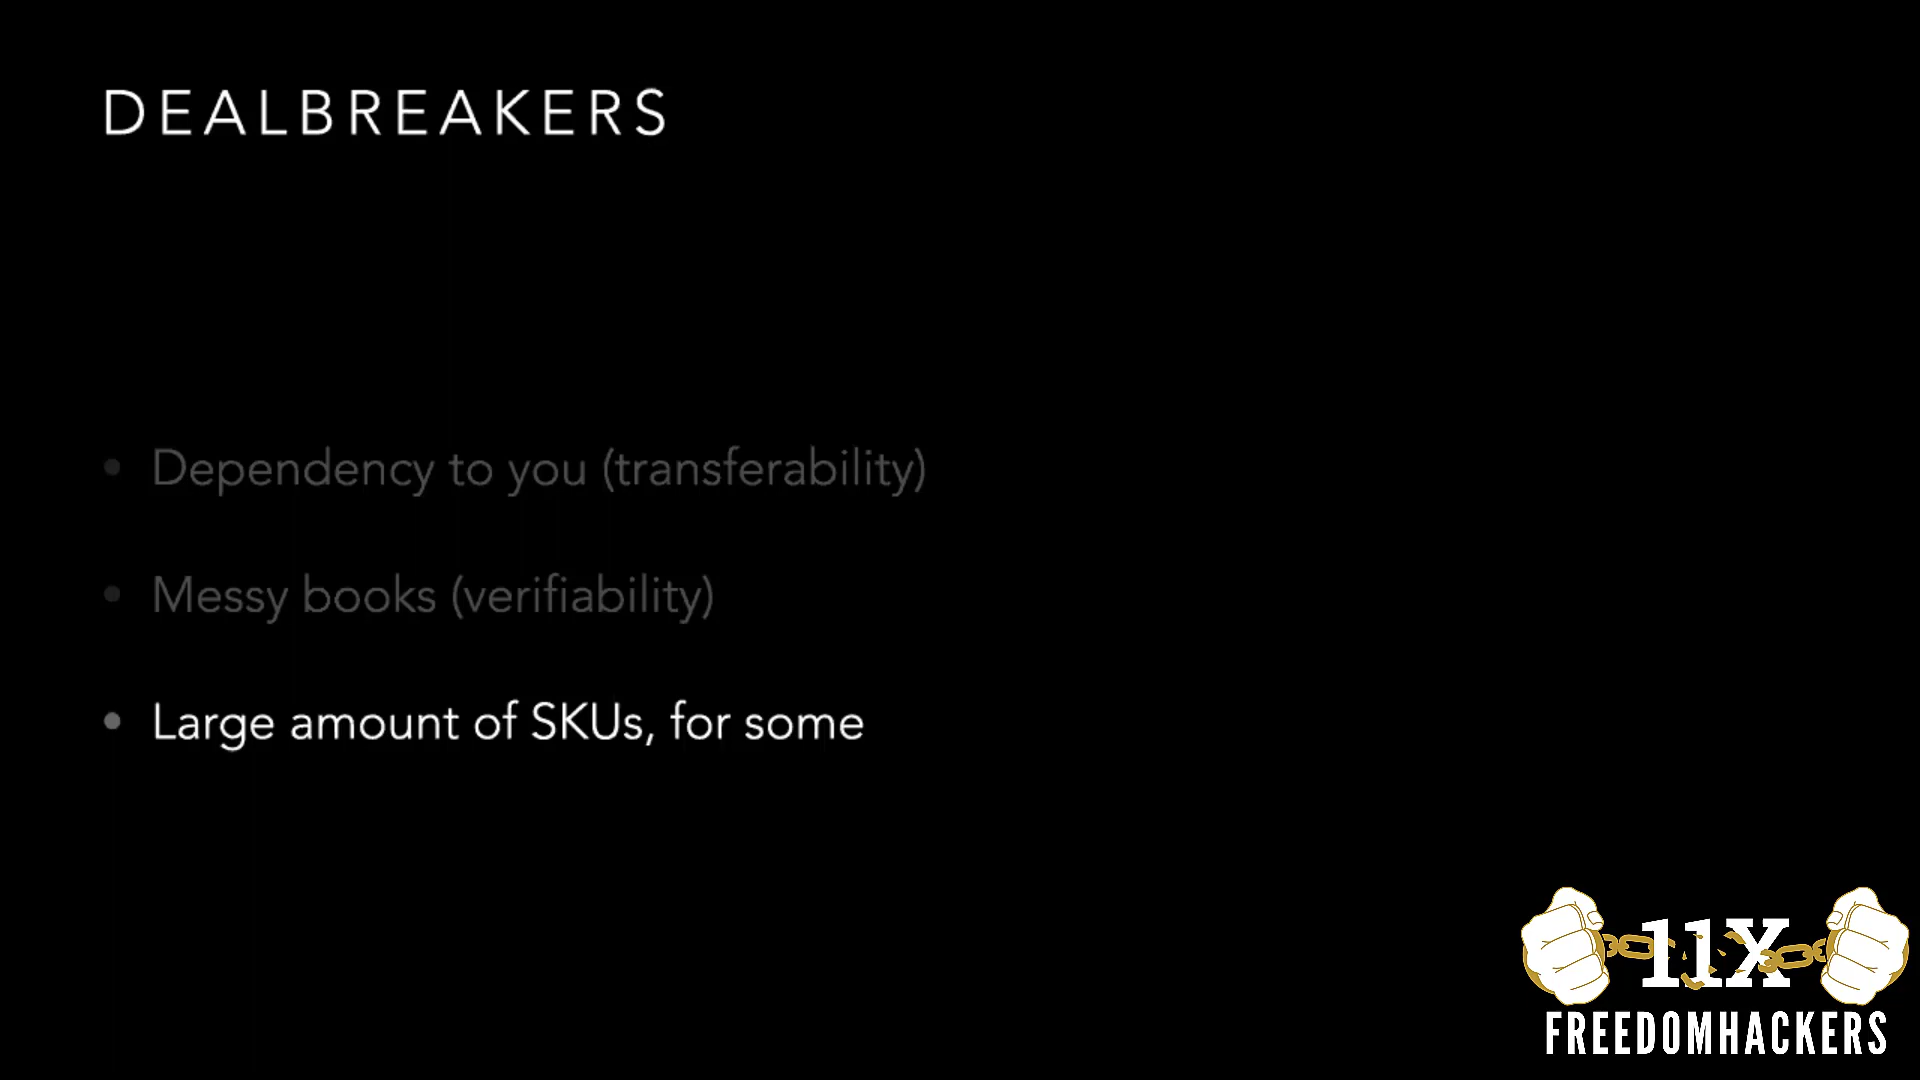 DEALBREAKERS
• Dependency to you (transferability)
• Messy books (verifiability)
• Large amount of SKUs, for some
11X
FREEDOMHACKERS